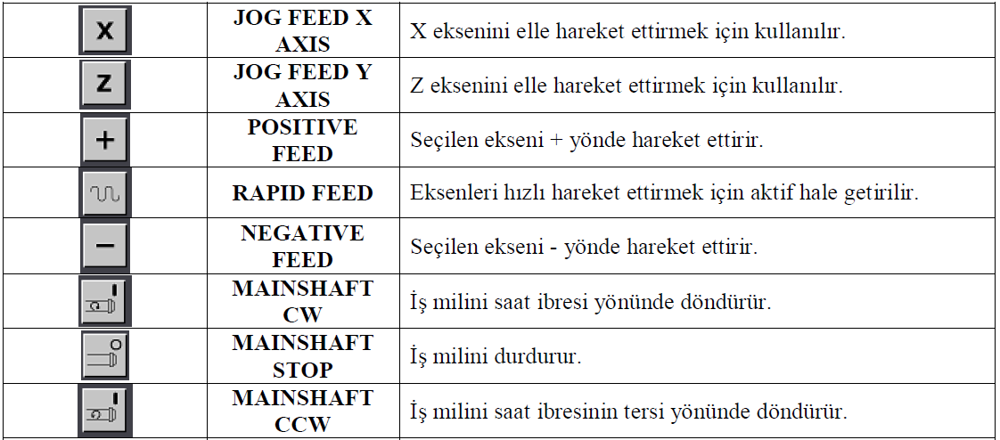 X
JOG FEED X
AXIS
X eksenini elle hareket ettirmek için kullanılır.
Z
JOG FEED Y
AXIS
Z eksenini elle hareket ettirmek için kullanılır.
+
POSITIVE
FEED
Seçilen ekseni + yönde hareket ettirir.
RAPID FEED
Eksenleri hızlı hareket ettirmek için aktif hale getirilir.
−
NEGATIVE
FEED
Seçilen ekseni - yönde hareket ettirir.
MAINSHAFT
CW
İş milini saat ibresi yönünde döndürür.
MAINSHAFT
STOP
İş milini durdurur.
MAINSHAFT
CCW
İş milini saat ibresinin tersi yönünde döndürür.